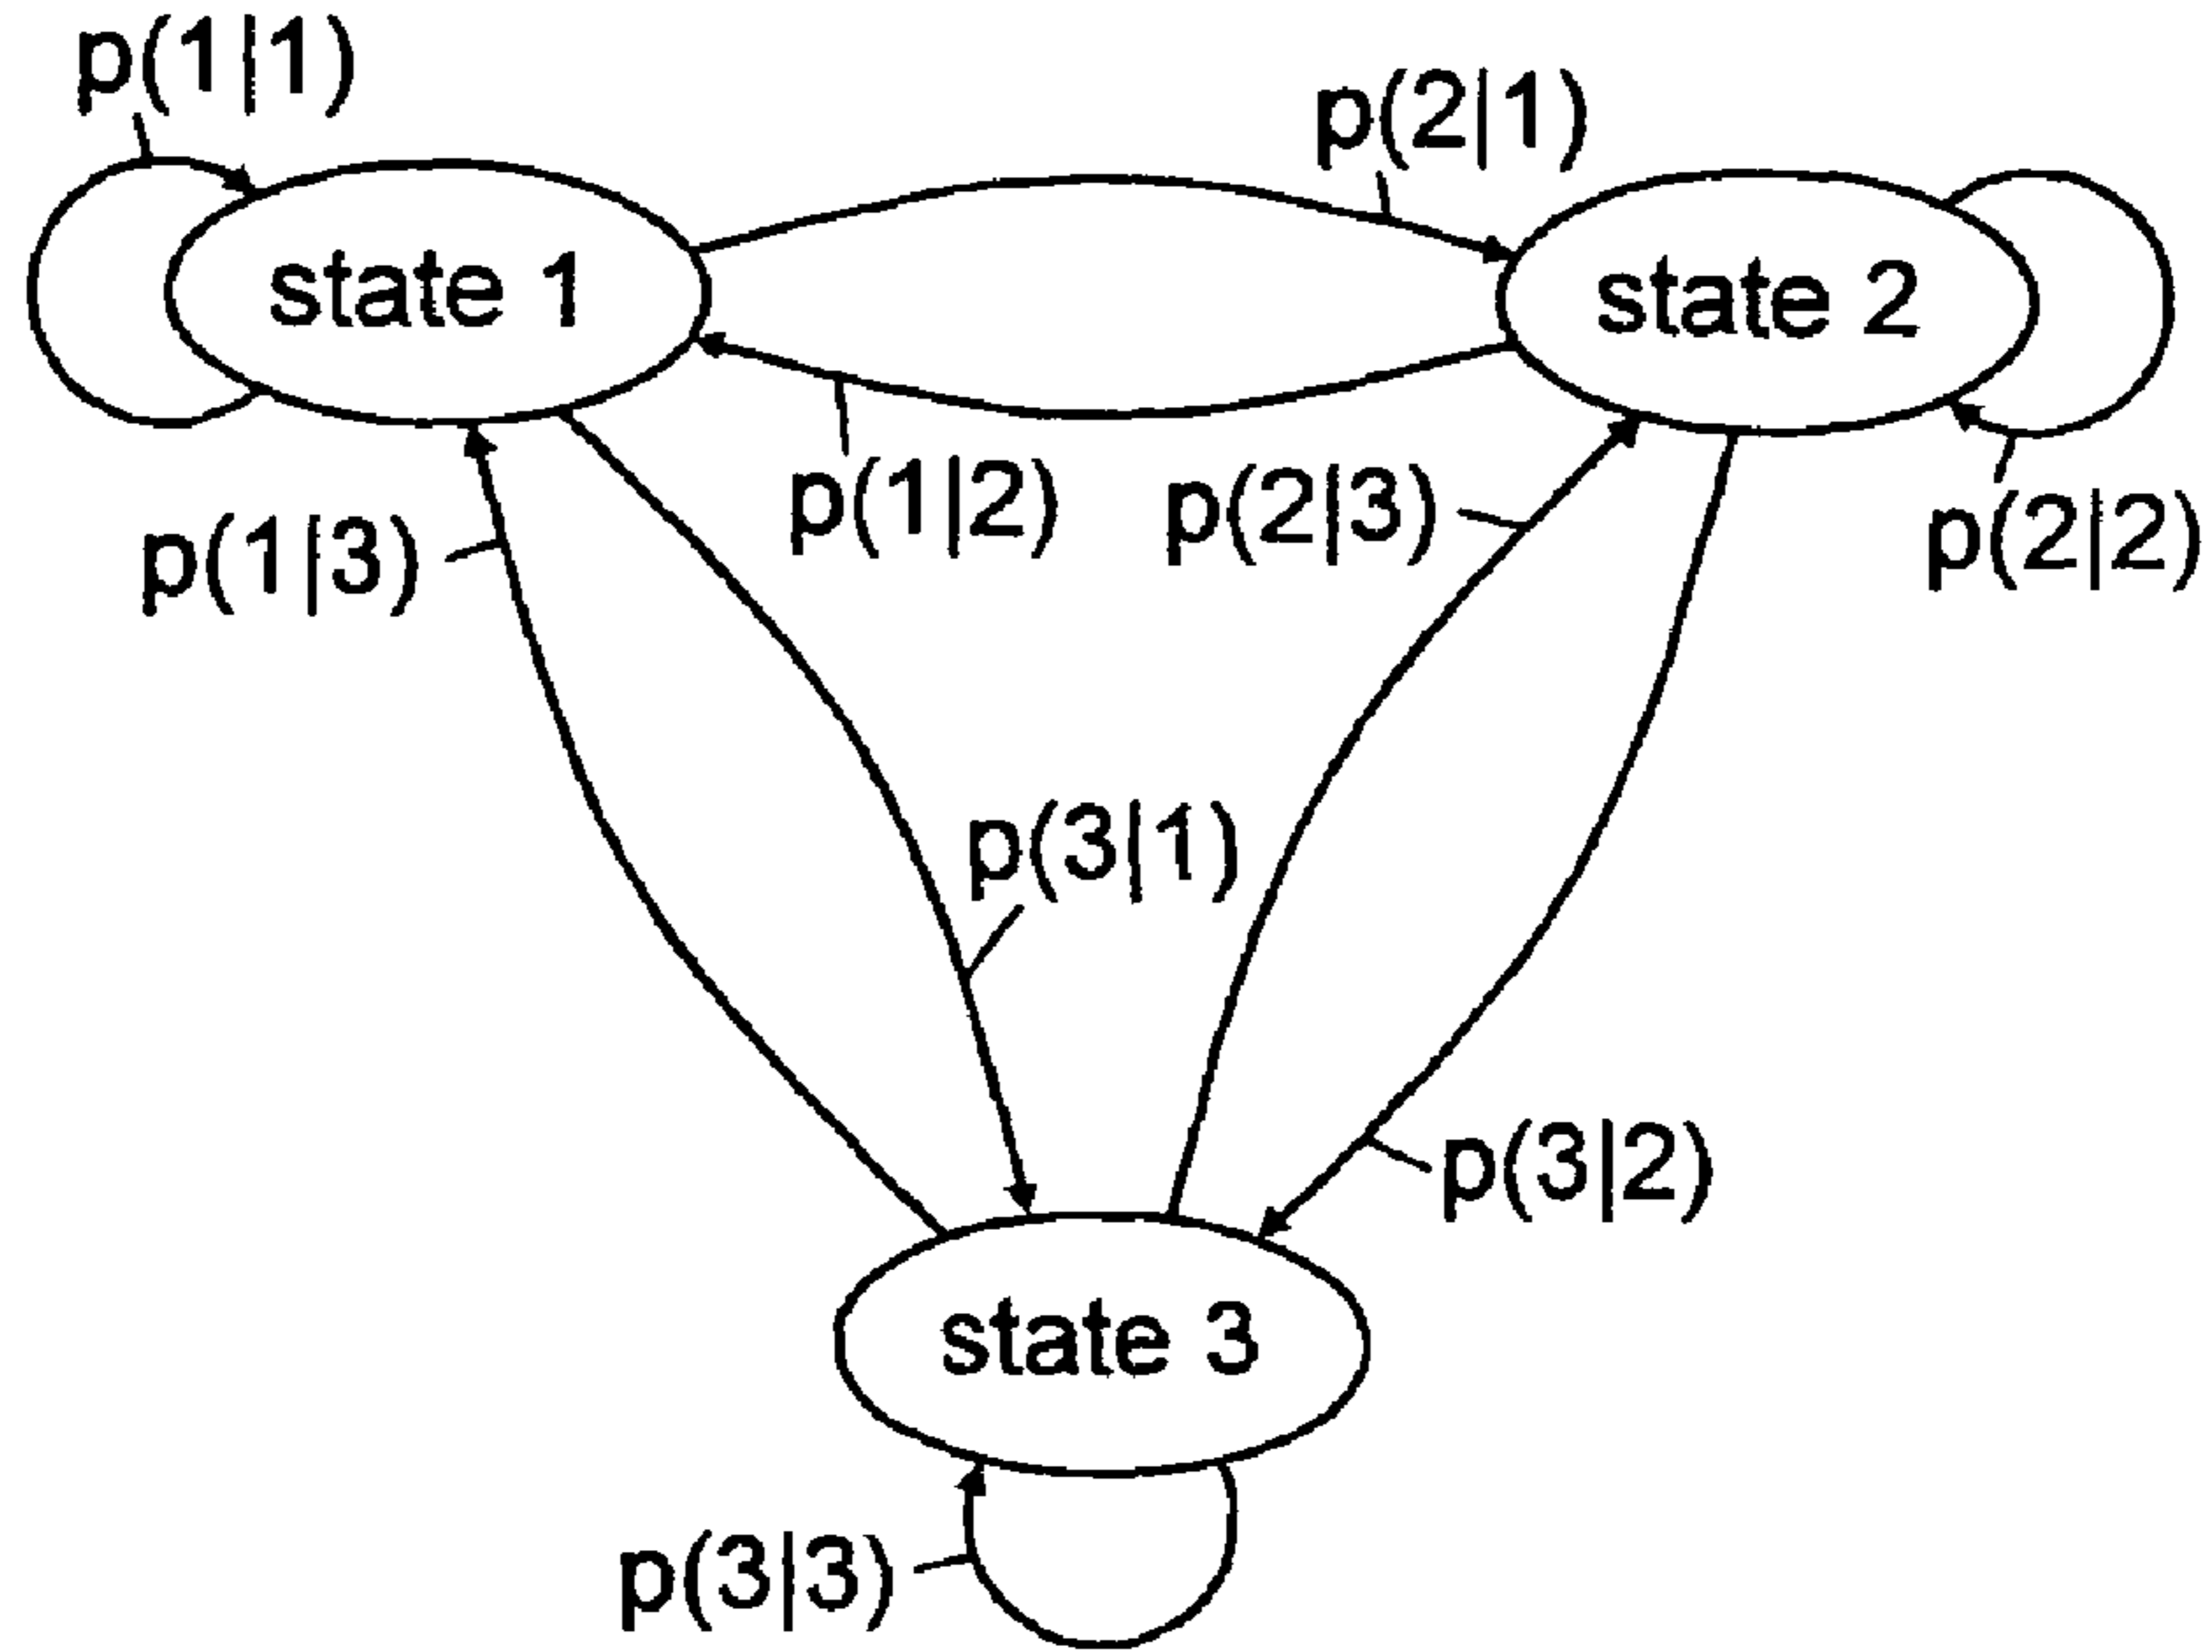 p(1|1)
p(2|1)
state 1
state 2
p(1|2)
p(2|3)
p(2|2)
p(1|3)
p(3|1)
p(3|2)
state 3
p(3|3)